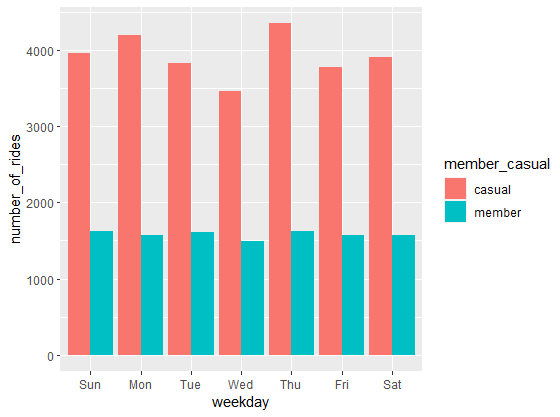 number_of_rides
4000
3000
2000
1000
0
Sun Mon Tue Wed Thu Fri Sat
weekday
member_casual
casual
member